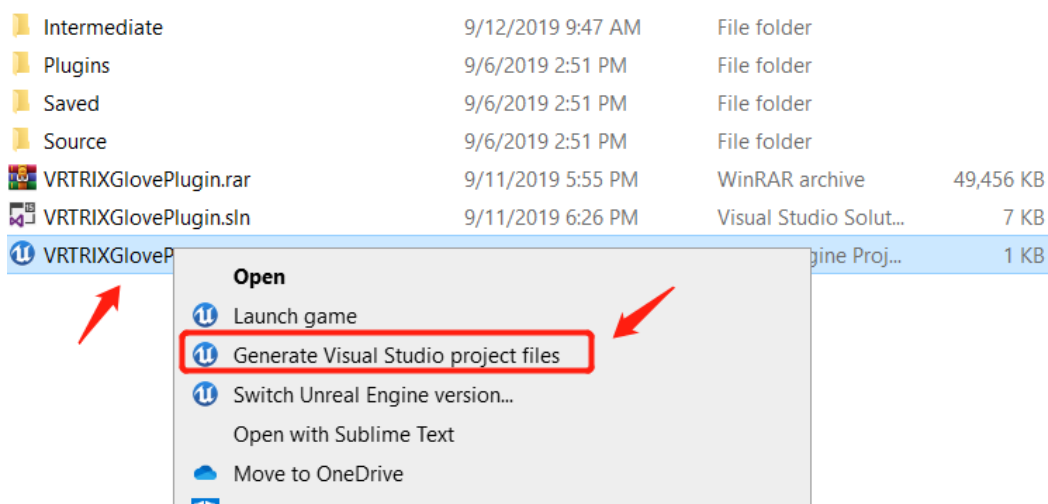 Intermediate 9/12/2019 9:47 AM File folder
Plugins 9/6/2019 2:51 PM File folder
Saved 9/6/2019 2:51 PM File folder
Source 9/6/2019 2:51 PM File folder
VRTRIXGlovePlugin.rar 9/11/2019 5:55 PM WinRAR archive 49,456 KB
VRTRIXGlovePlugin.sln 9/11/2019 6:26 PM Visual Studio Solut... 7 KB
VRTRIXGloveP gine Proj... 1 KB
Open
Launch game
Generate Visual Studio project files
Switch Unreal Engine version...
Open with Sublime Text
Move to OneDrive